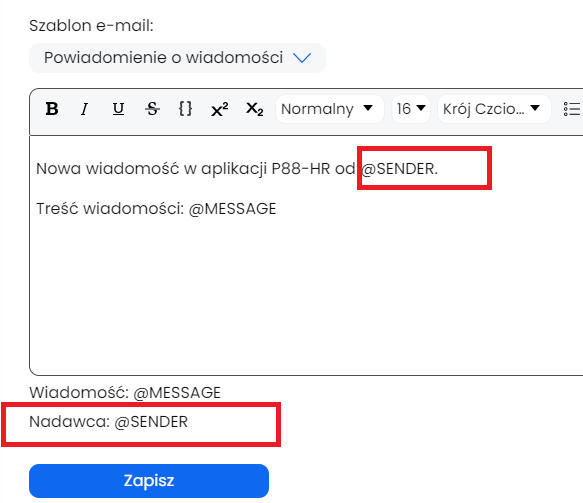 Szablon e-mail:
Powiadomienie o wiadomości
B I U S {} x² X₂ Normalny 16 Krój Czcio...
Nowa wiadomość w aplikacji P88-HR od @SENDER.
Treść wiadomości: @MESSAGE
Wiadomość: @MESSAGE
Nadawca: @SENDER
Zapisz